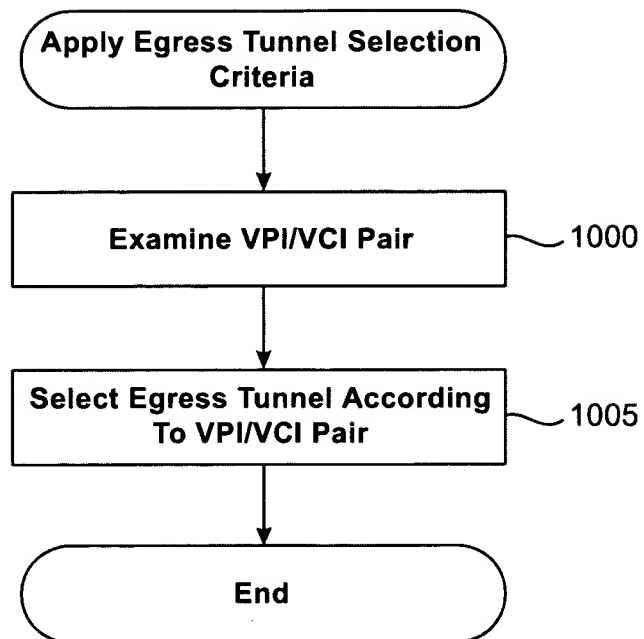 Apply Egress Tunnel Selection
Criteria
Examine VPI/VCI Pair
1000
Select Egress Tunnel According
To VPI/VCI Pair
1005
End